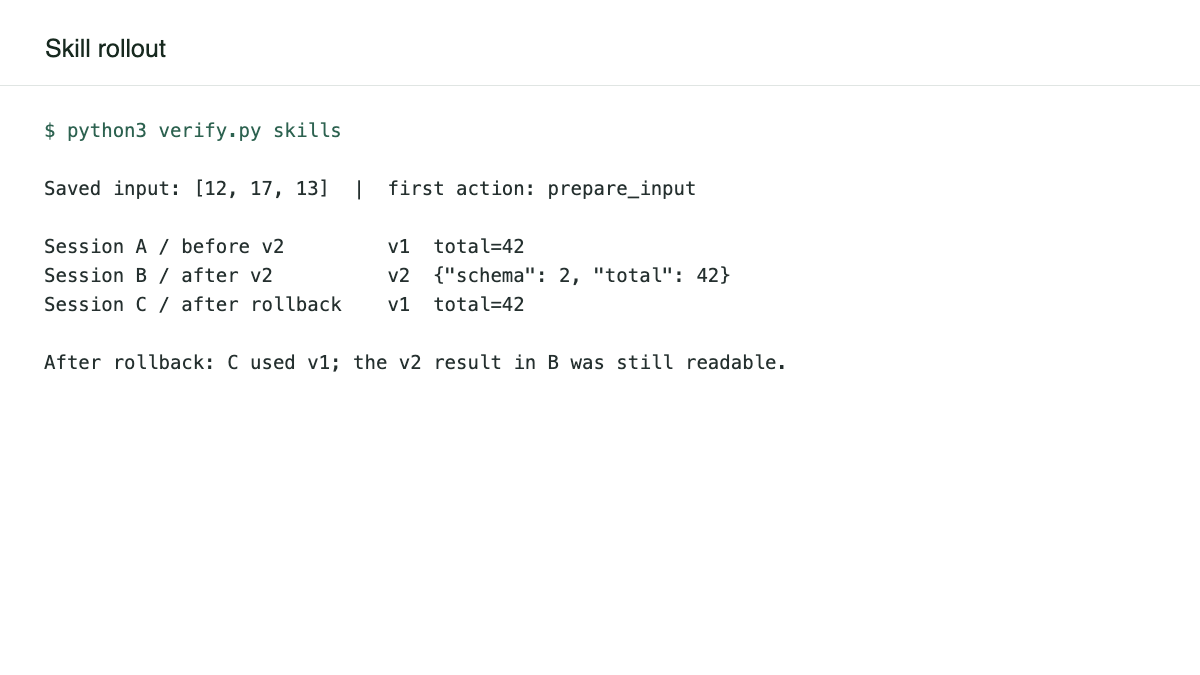 Skill rollout
$ python3 verify.py skills
Saved input: [12, 17, 13]  |  first action: prepare_input
Session A / before v2         v1  total=42
Session B / after v2          v2  {"schema": 2, "total": 42}
Session C / after rollback    v1  total=42
After rollback: C used v1; the v2 result in B was still readable.